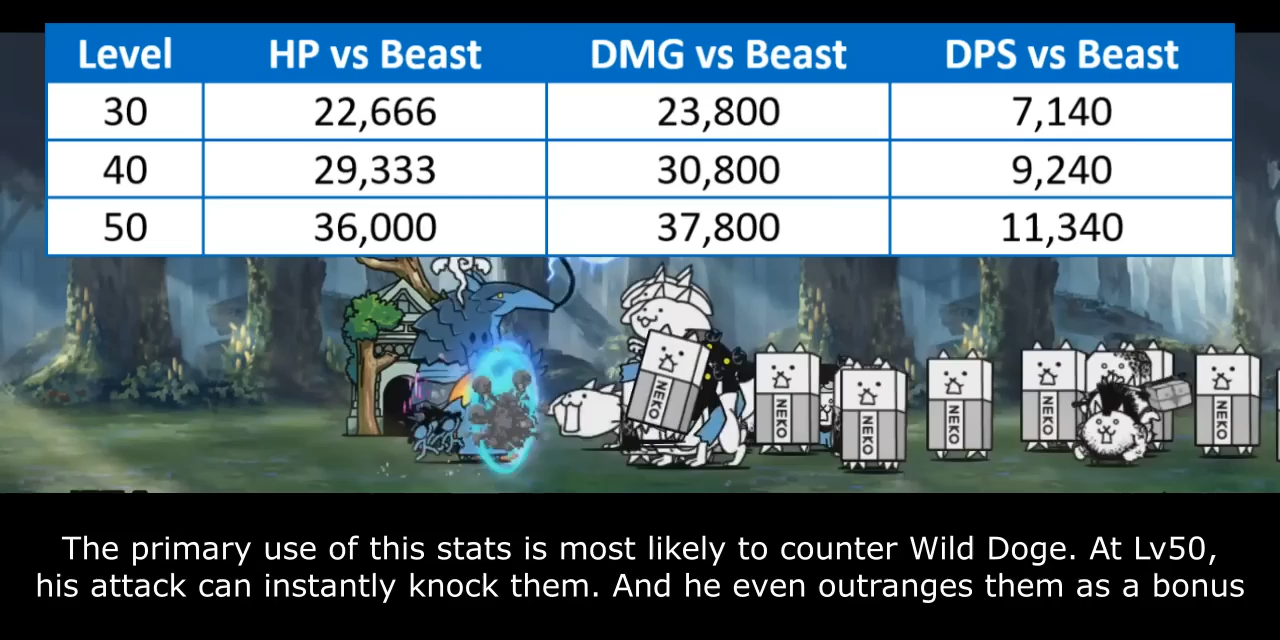 Level HP vs Beast DMG vs Beast DPS vs Beast
30 22,666 23,800 7,140
40 29,333 30,800 9,240
50 36,000 37,800 11,340
NEKO
NEKO
NEKO
NEKO
NEKO
NEKO
The primary use of this stats is most likely to counter Wild Doge. At Lv50,
his attack can instantly knock them. And he even outranges them as a bonus